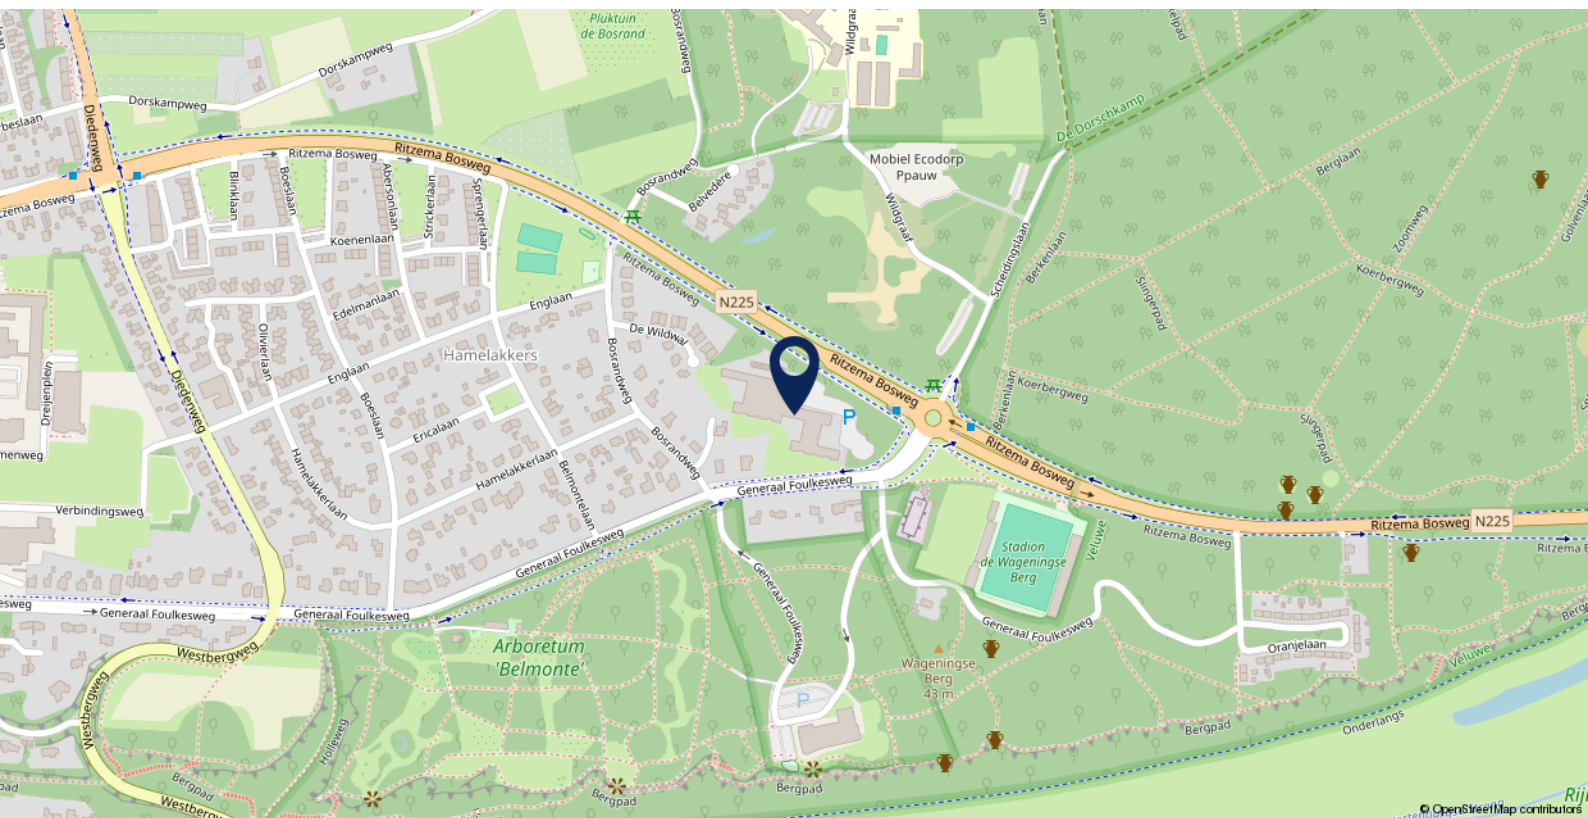 Pluktuin
de Bosrand
Bosrandweg
Wildgraaf
Dorskampweg
Dorskampweg
Diedenweg
De Dorschkamp
Ritzema Bosweg
Ritzema Bosweg
Mobiel Ecodorp
Ppauw
Berglaan
Blinklaan
Boeslaan
Abersonlaan
Strickerlaan
Sprengerlaan
Bosrandweg
Belvédère
Wildgraaf
Zoomweg
Koenenlaan
Scheidingslaan
Berkenlaan
Ritzema Bosweg
Koerbergweg
Slingerpad
N225
Edelmanlaan
Englaan
De Wildwal
Olivierlaan
Hamelakkers
Englaan
Bosrandweg
Ritzema Bosweg
Dreijenplein
Diedenweg
Boeslaan
Berkenlaan
Koerbergweg
P
Ericalaan
Slingerpad
Bosrandweg
Ritzema Bosweg
Hamelakkerlaan
Hamelakkerlaan
Belmontelaan
Generaal Foulkesweg
Verbindingsweg
Ritzema Bosweg
N225
Veluwe
Ritzema Bosweg
Stadion
de Wageningse
Berg
Generaal Foulkesweg
Generaal Foulkesweg
Generaal Foulkesweg
Generaal Foulkesweg
Generaal Foulkesweg
Westbergweg
Arboretum
'Belmonte'
Oranjelaan
Veluwe
Wageningse
Berg
43 m
P
Westbergweg
Holleweg
Bergpad
Onderlangs
Bergpad
Bergpad
Bergpad
Westbergweg
© OpenStreetMap contributors